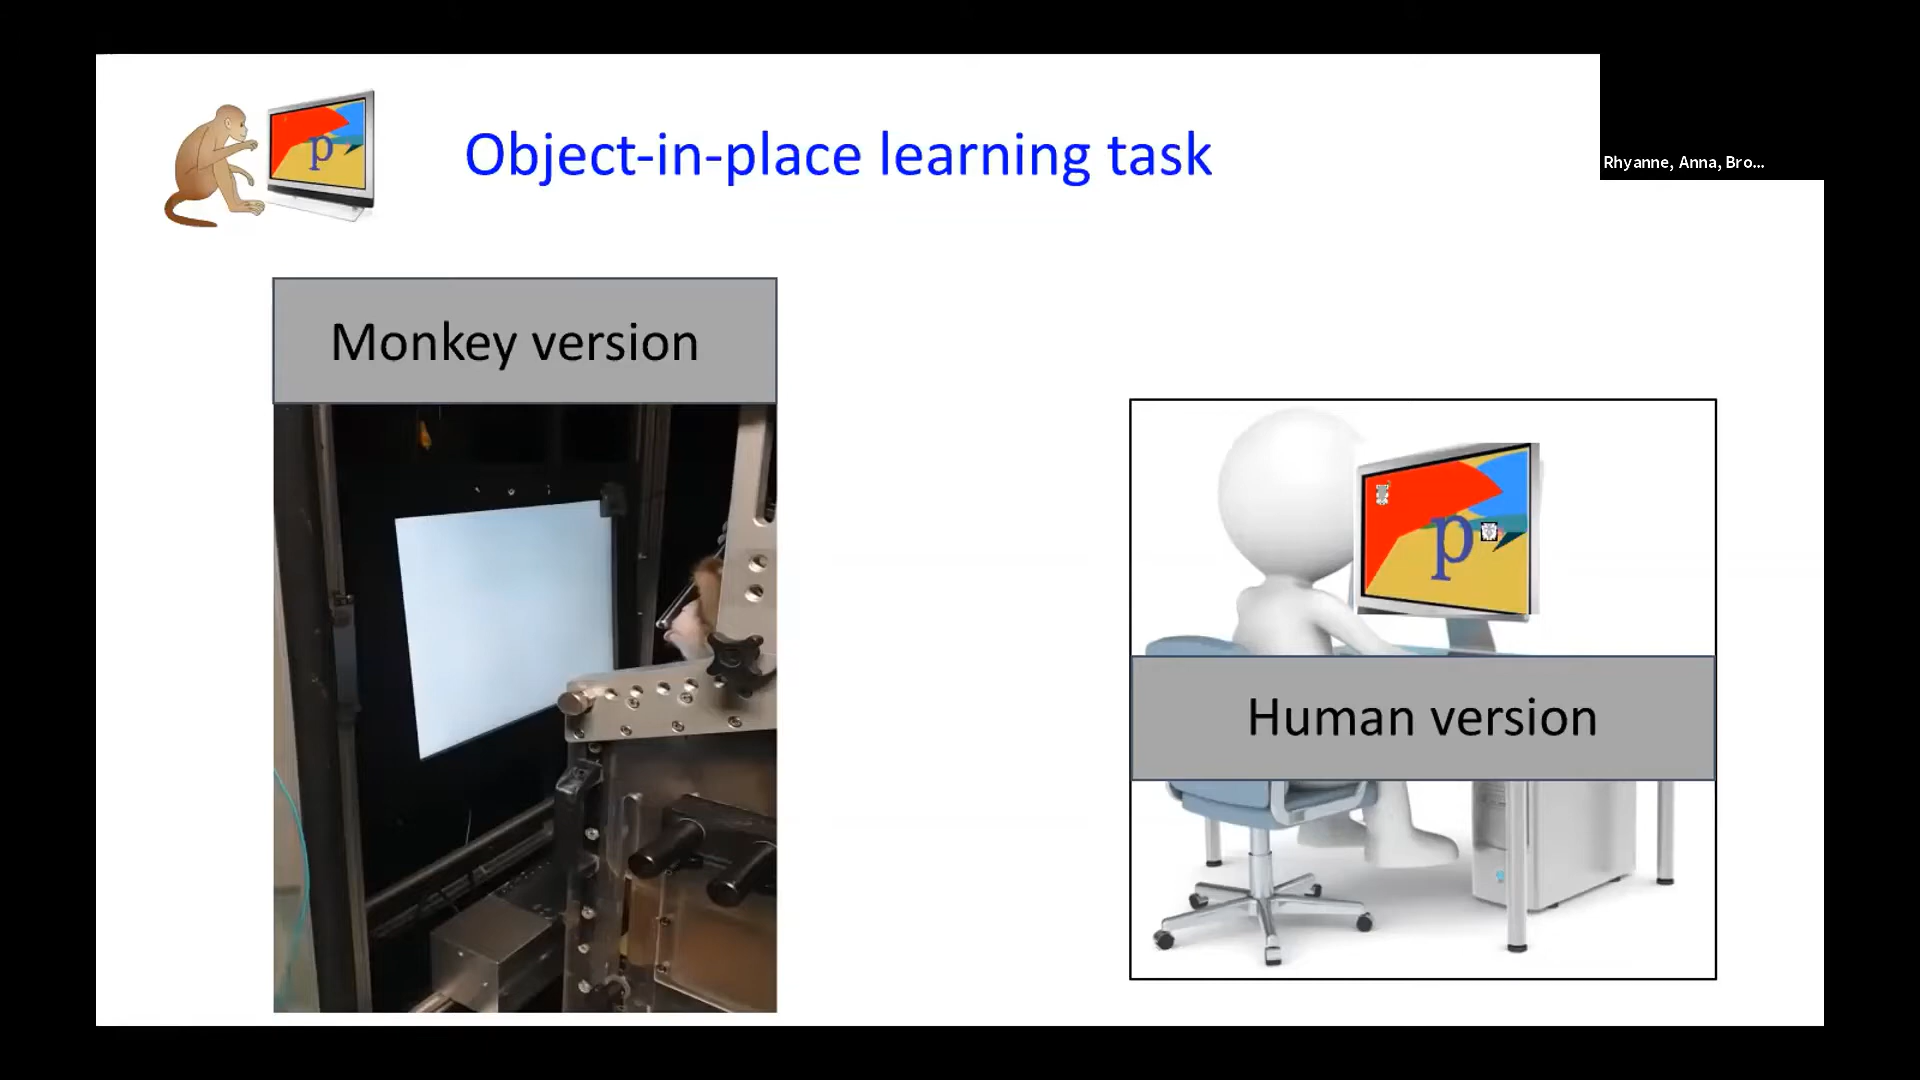 p
Object-in-place learning task
Rhyanne, Anna, Bro...
Monkey version
p
Human version